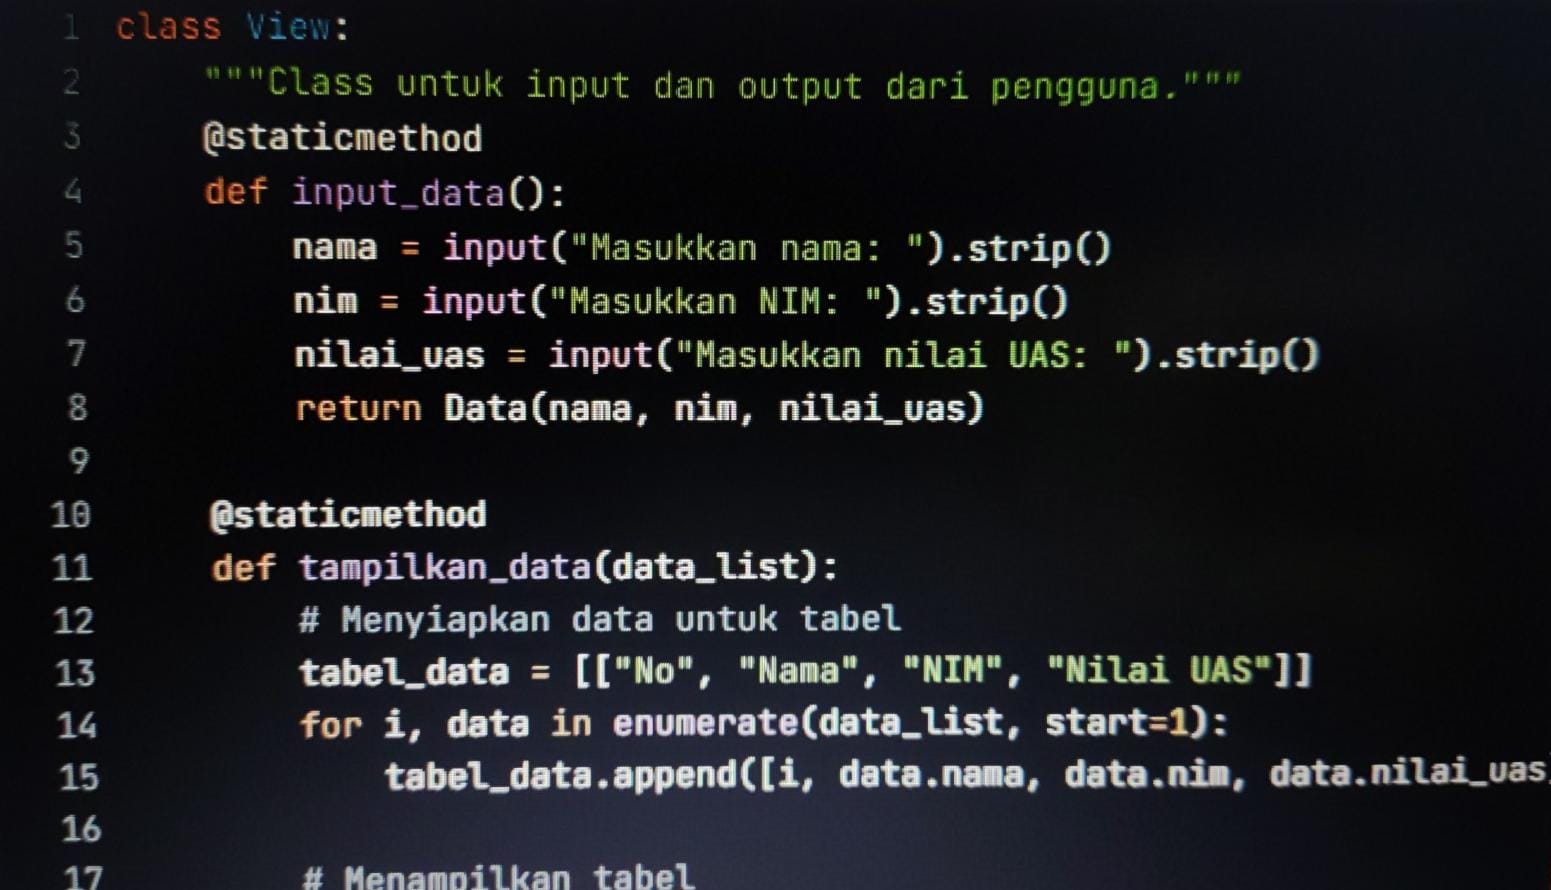 1 class View:
2 """Class untuk input dan output dari pengguna."""
3 @staticmethod
4 def input_data():
5 nama = input("Masukkan nama: ").strip()
6 nim = input("Masukkan NIM: ").strip()
7 nilai_uas = input("Masukkan nilai UAS: ").strip()
8 return Data(nama, nim, nilai_uas)
9
10 @staticmethod
11 def tampilkan_data(data_list):
12 # Menyiapkan data untuk tabel
13 tabel_data = [["No", "Nama", "NIM", "Nilai UAS"]]
14 for i, data in enumerate(data_list, start=1):
15 tabel_data.append([i, data.nama, data.nim, data.nilai_uas
16
17 # Menampilkan tabel